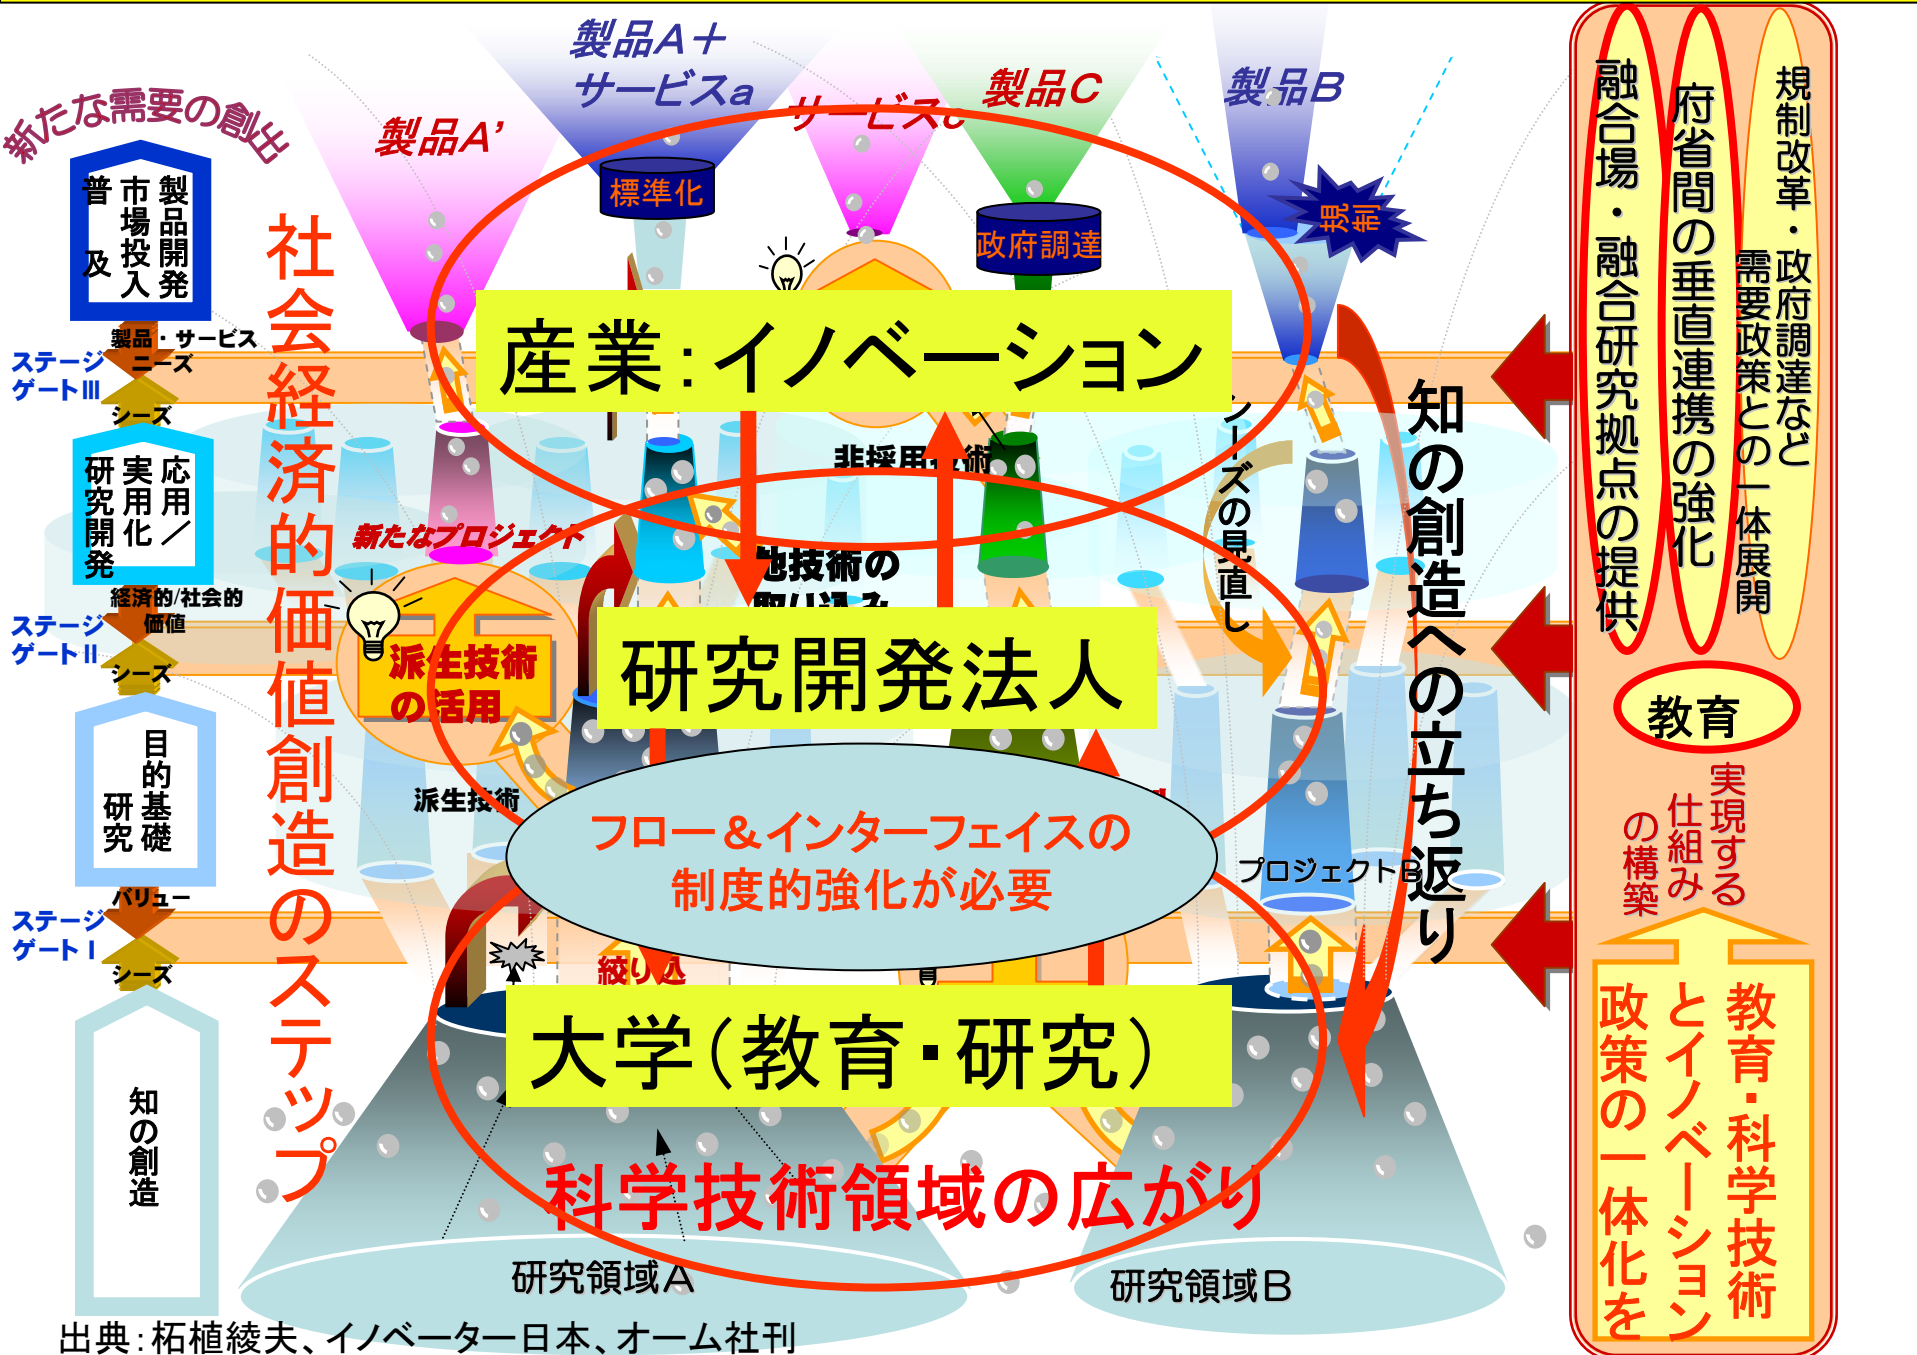 新たな需要の創出
製品開発
市場投入
普及
製品・サービス
ニーズ
ステージ
ゲートⅢ
シーズ
応用／
実用化
研究開発
経済的/社会的
価値
ステージ
ゲートⅡ
シーズ
目的基礎
研究
バリュー
ステージ
ゲートⅠ
シーズ
知の創造
社会経済的価値創造のステップ
製品A’
製品A＋
サービスa
サービスc
製品C
製品B
標準化
政府調達
規制
産業：イノベーション
非採用技術
シーズの見直し
新たなプロジェクト
他技術の
取り込み
派生技術
の活用
研究開発法人
派生技術
フロー＆インターフェイスの
制度的強化が必要
プロジェクトB
絞り込
大学（教育・研究）
科学技術領域の広がり
研究領域A
研究領域B
知の創造への立ち返り
規制改革・政府調達など
需要政策との一体展開
府省間の垂直連携の強化
融合場・融合研究拠点の提供
教育
実現する
仕組み
の構築
教育・科学技術
とイノベーション
政策の一体化を
出典：柘植綾夫、イノベーター日本、オーム社刊